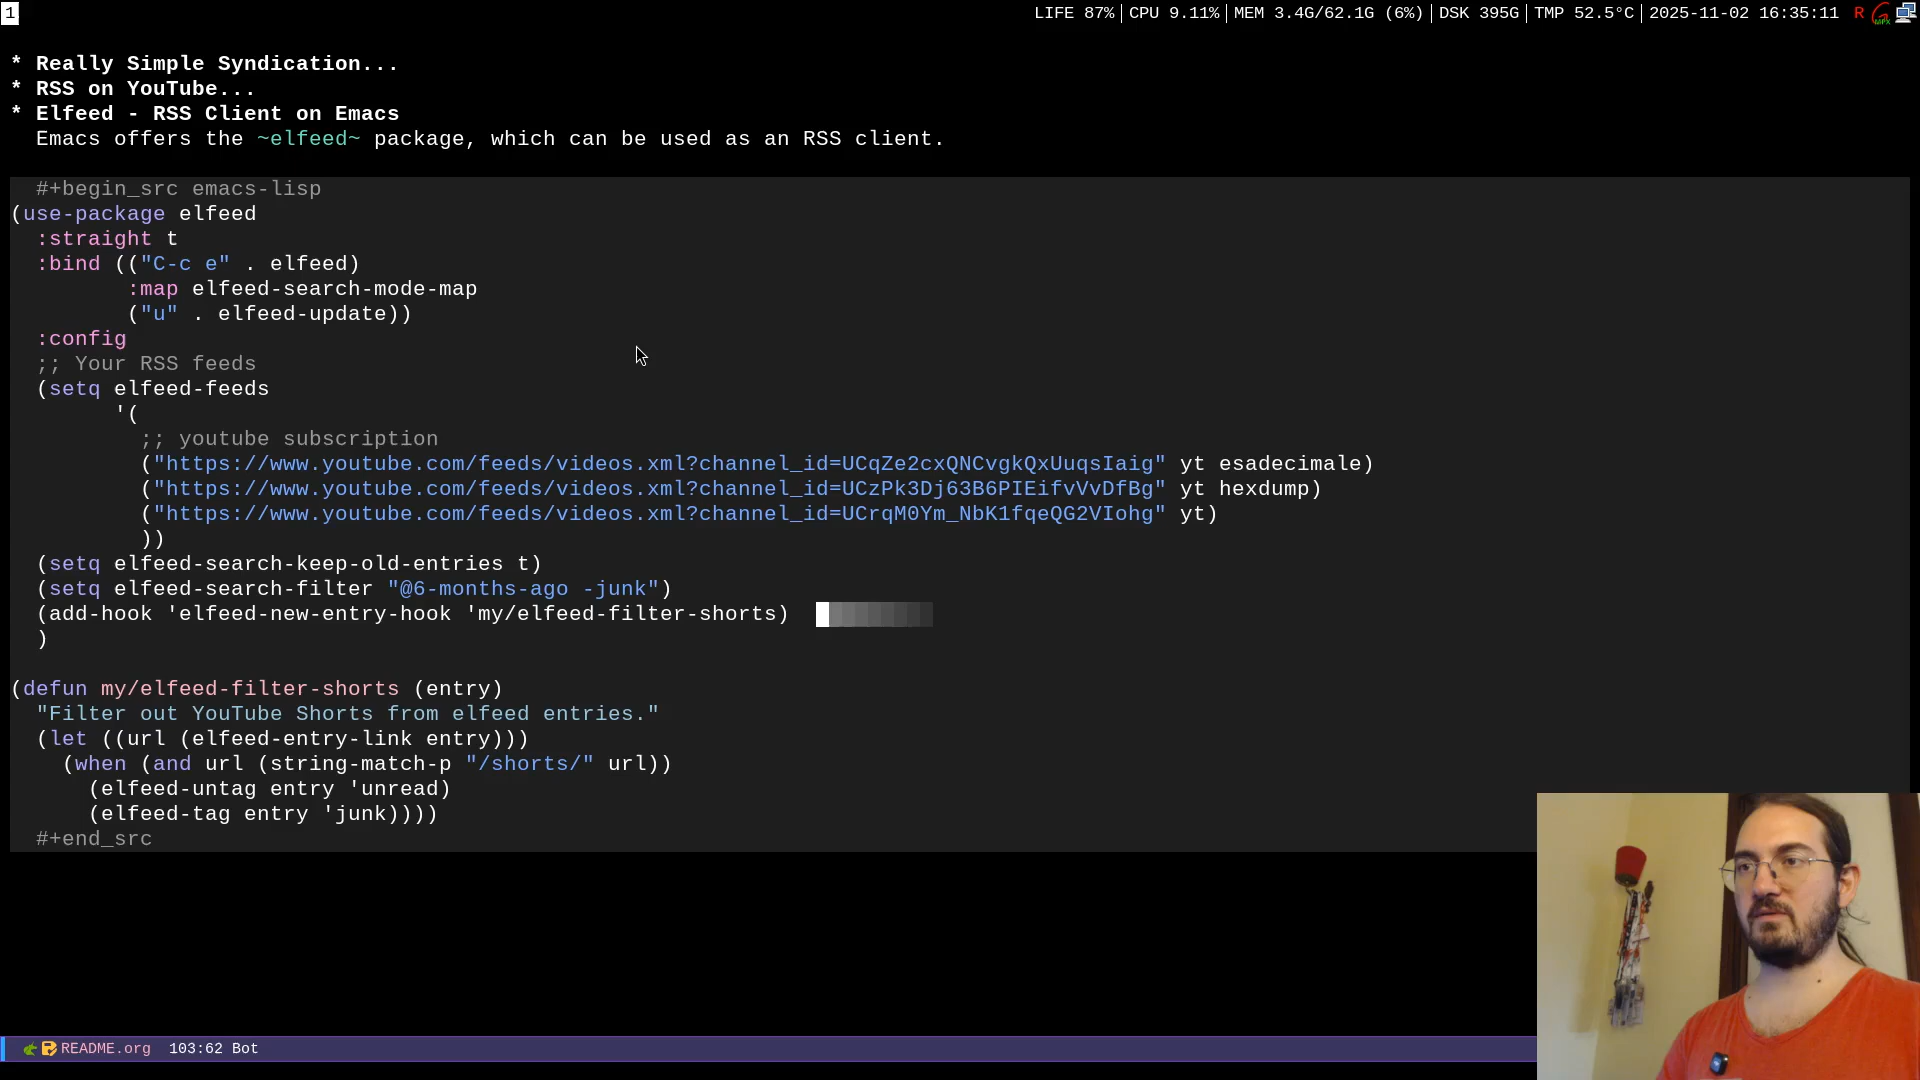 1
LIFE 87%|CPU 9.11%|MEM 3.4G/62.1G (6%)|DSK 395G|TMP 52.5°C|2025-11-02 16:35:11 R
* Really Simple Syndication...
* RSS on YouTube...
* Elfeed - RSS Client on Emacs
Emacs offers the ~elfeed~ package, which can be used as an RSS client.
#+begin_src emacs-lisp
(use-package elfeed
:straight t
:bind (("C-c e" . elfeed)
:map elfeed-search-mode-map
("u" . elfeed-update))
:config
;; Your RSS feeds
(setq elfeed-feeds
'(
;; youtube subscription
("https://www.youtube.com/feeds/videos.xml?channel_id=UCqZe2cxQNCvgkQxUuqsIaig" yt esadecimale)
("https://www.youtube.com/feeds/videos.xml?channel_id=UCzPk3Dj63B6PIEifvVvDfBg" yt hexdump)
("https://www.youtube.com/feeds/videos.xml?channel_id=UCrqM0Ym_NbK1fqeQG2VIohg" yt)
))
(setq elfeed-search-keep-old-entries t)
(setq elfeed-search-filter "@6-months-ago -junk")
(add-hook 'elfeed-new-entry-hook 'my/elfeed-filter-shorts)
)
(defun my/elfeed-filter-shorts (entry)
"Filter out YouTube Shorts from elfeed entries."
(let ((url (elfeed-entry-link entry)))
(when (and url (string-match-p "/shorts/" url))
(elfeed-untag entry 'unread)
(elfeed-tag entry 'junk))))
#+end_src
README.org 103:62 Bot